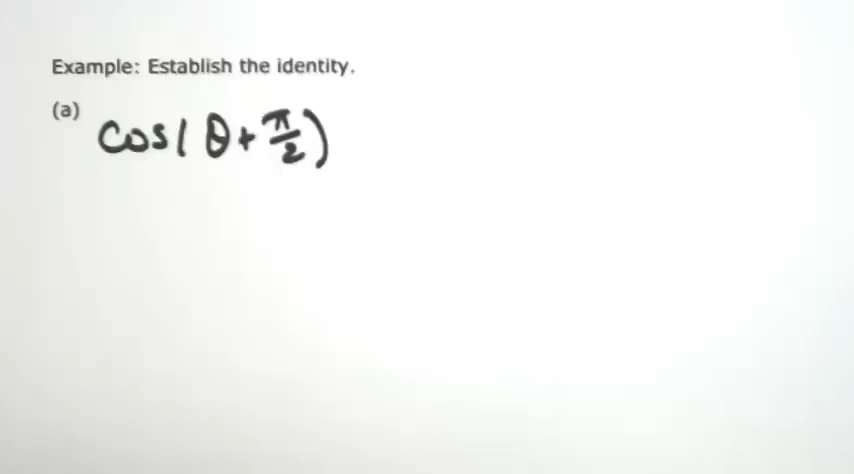 Example: Establish the identity.
(a) cos(θ+π/2)